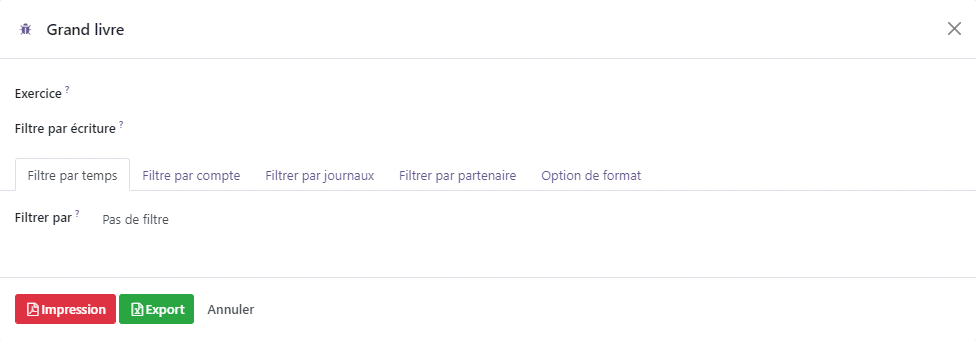 Grand livre
Exercice ?
Filtre par écriture ?
Filtre par temps Filtre par compte Filtrer par journaux Filtrer par partenaire Option de format
Filtrer par ? Pas de filtre
Impression Export Annuler